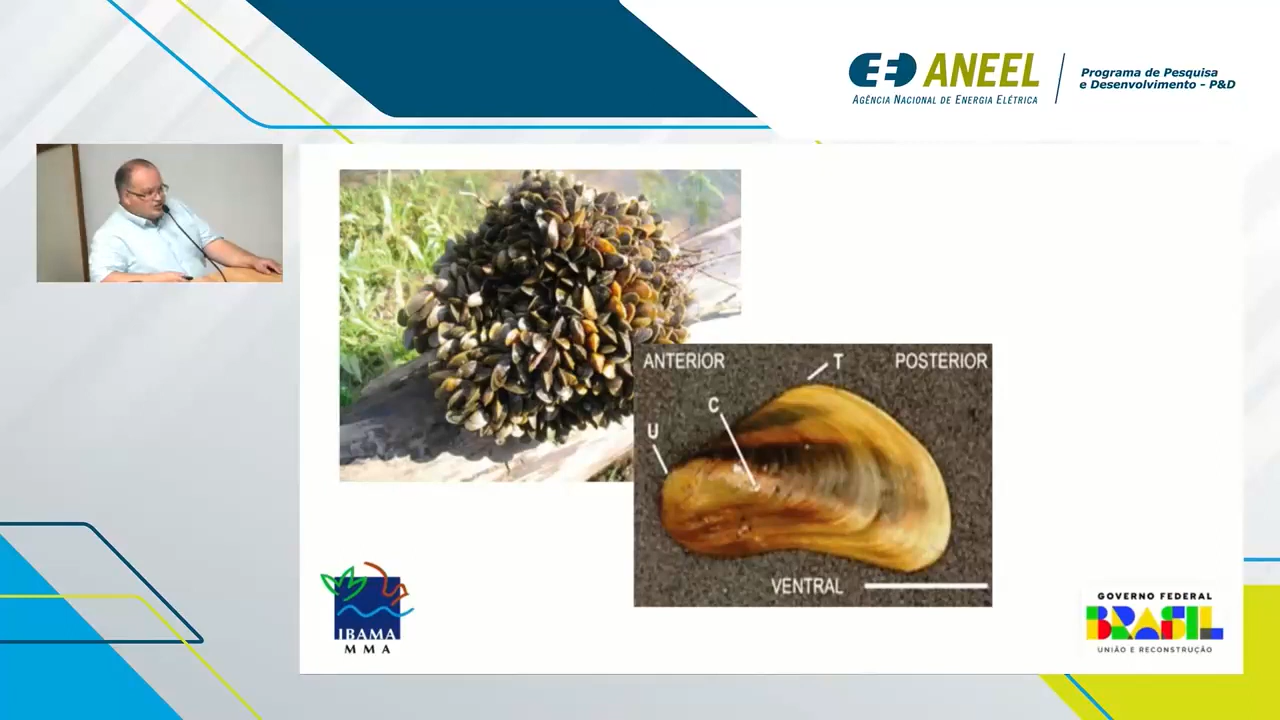 ANEEL
AGÊNCIA NACIONAL DE ENERGIA ELÉTRICA
Programa de Pesquisa
e Desenvolvimento - P&D
ANTERIOR
T
POSTERIOR
C
U
VENTRAL
IBAMA
MMA
GOVERNO FEDERAL
BRASIL
UNIÃO E RECONSTRUÇÃO